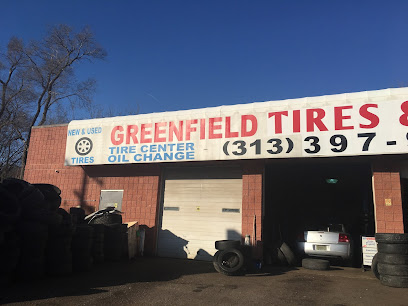 NEW & USED
TIRES
GREENFIELD TIRES &
TIRE CENTER
OIL CHANGE
(313) 397-